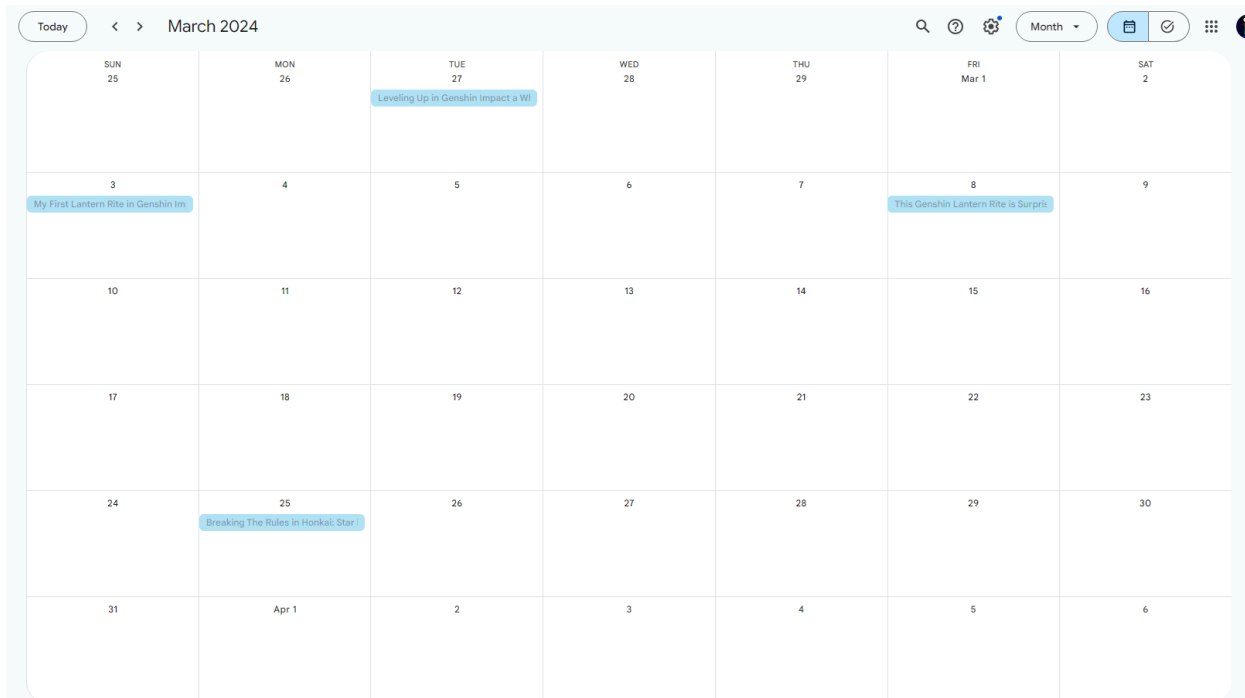 Today
March 2024
Month
SUN MON TUE WED THU FRI SAT
25 26 27 28 29 Mar 1 2
Leveling Up in Genshin Impact a
3 4 5 6 7 8 9
My First Lantern Rite in Genshin Im This Genshin Lantern Rite is Surpris
10 11 12 13 14 15 16
17 18 19 20 21 22 23
24 25 26 27 28 29 30
Breaking The Rules in Honkai: Star
31 Apr 1 2 3 4 5 6